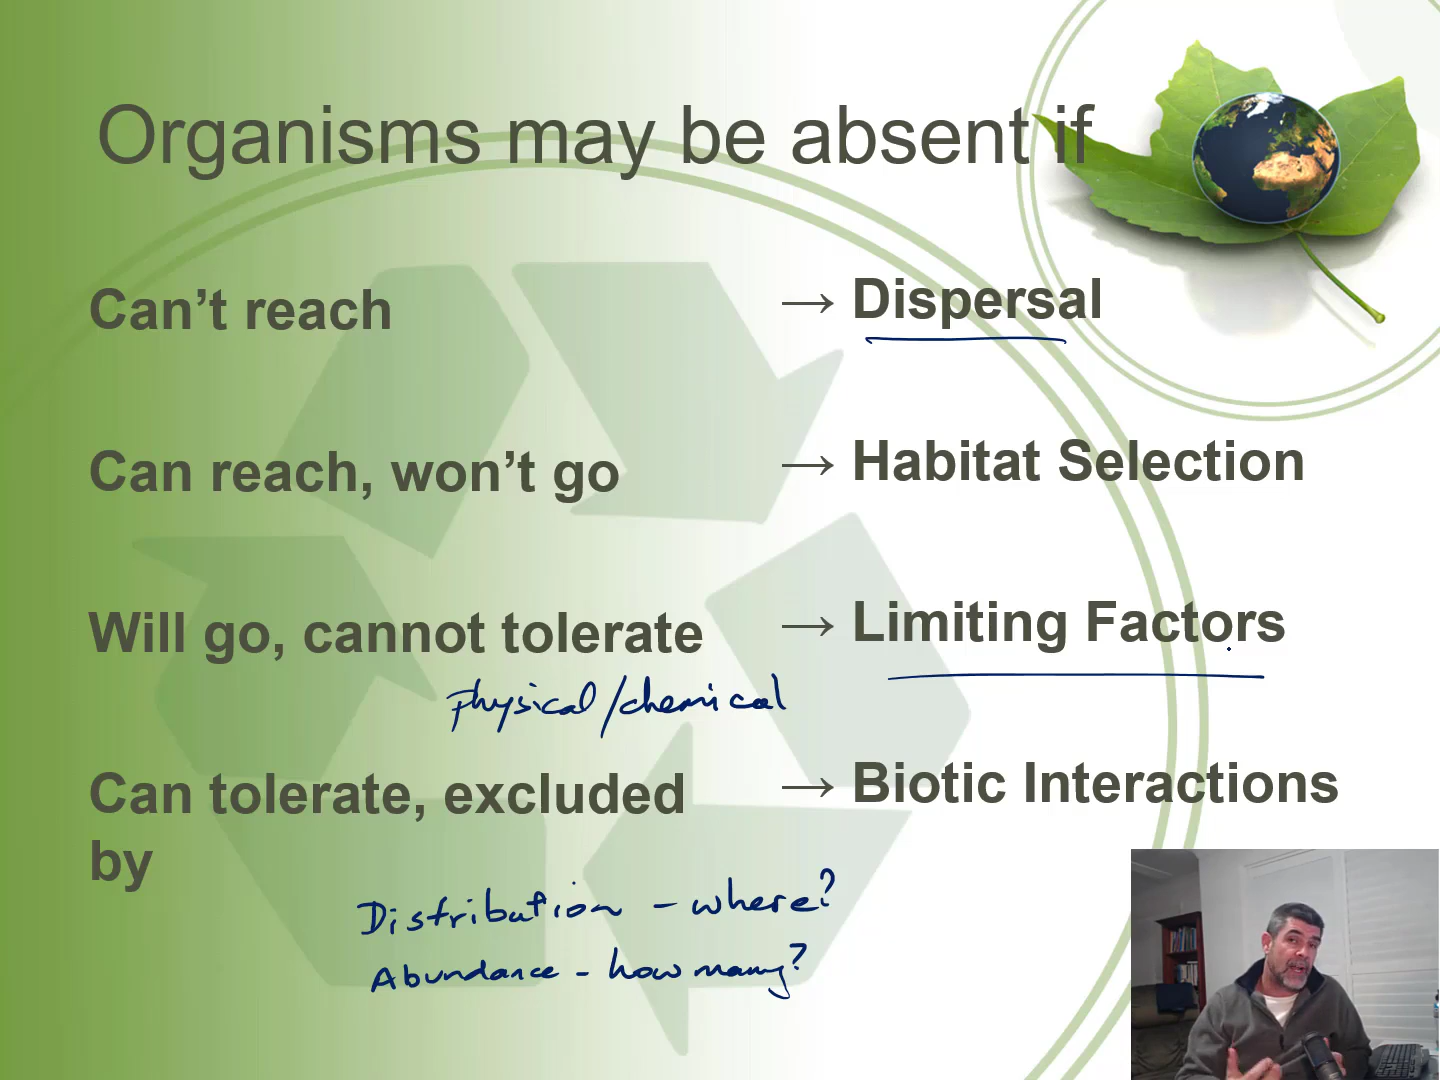 Organisms may be absent if
Can’t reach → Dispersal
Can reach, won’t go → Habitat Selection
Will go, cannot tolerate → Limiting Factors
Physical/chemical
Can tolerate, excluded → Biotic Interactions
by
Distribution - where?
Abundance - how many?